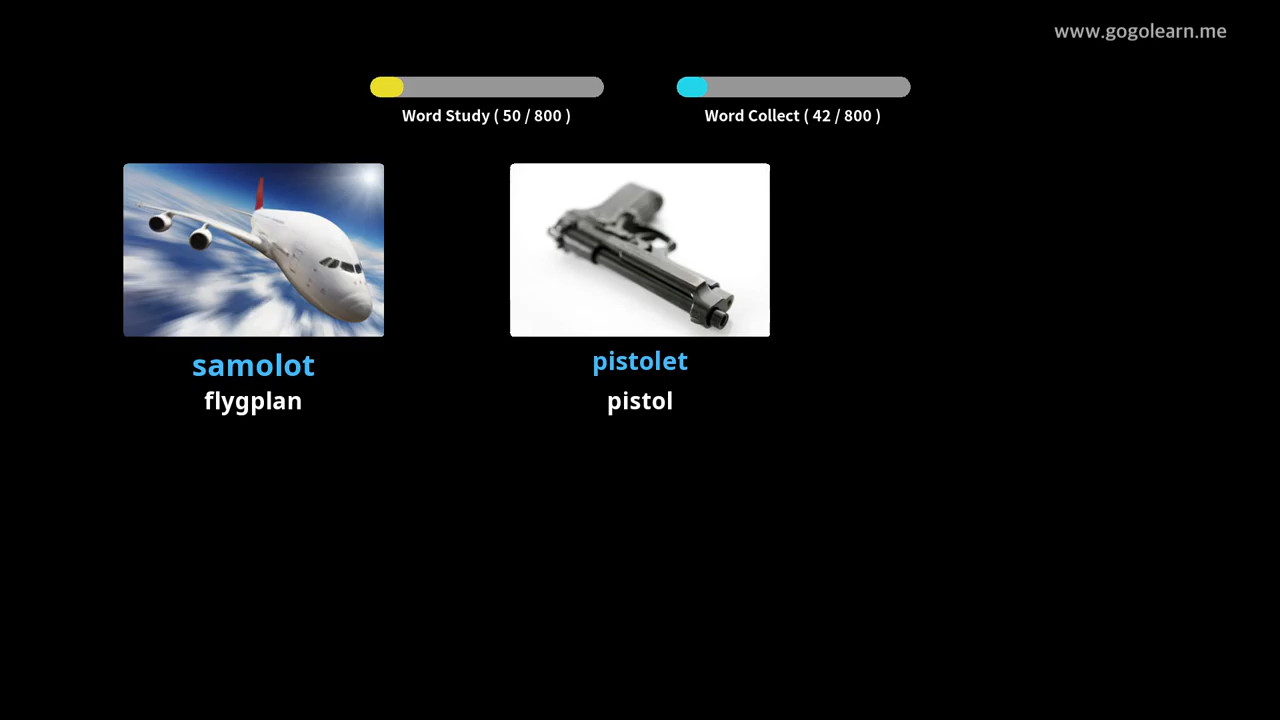 www.gogolearn.me
Word Study ( 50 / 800 )
Word Collect ( 42 / 800 )
samolot
flygplan
pistolet
pistol